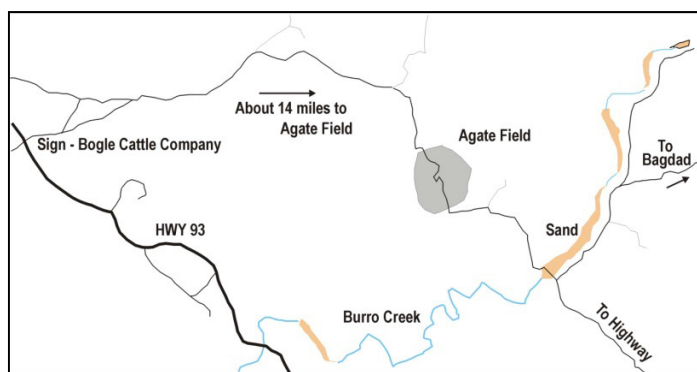 About 14 miles to
Agate Field
Agate Field
Sign - Bogle Cattle Company
To
Bagdad
HWY 93
Sand
Burro Creek
To Highway